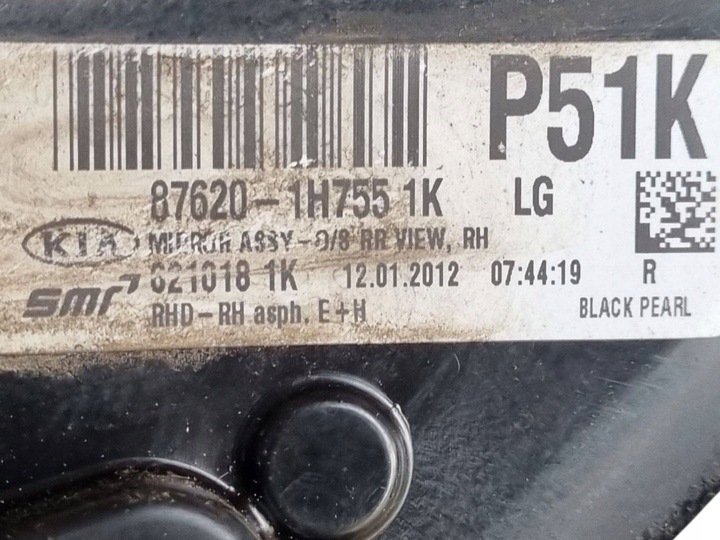 P51K
87620-1H755 1K LG
KIA MIRROR ASSY-O/S RR VIEW, RH
smr 621018 1K 12.01.2012 07:44:19 R
RHD-RH asph. E+H BLACK PEARL